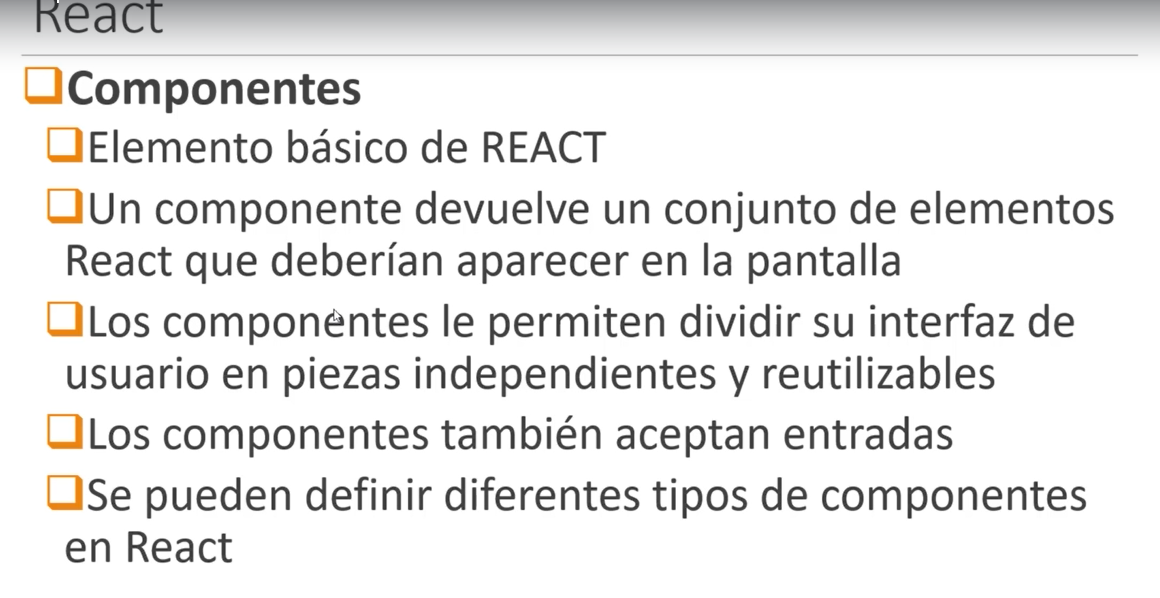 React
Componentes
Elemento básico de REACT
Un componente devuelve un conjunto de elementos
React que deberían aparecer en la pantalla
Los componentes le permiten dividir su interfaz de
usuario en piezas independientes y reutilizables
Los componentes también aceptan entradas
Se pueden definir diferentes tipos de componentes
en React